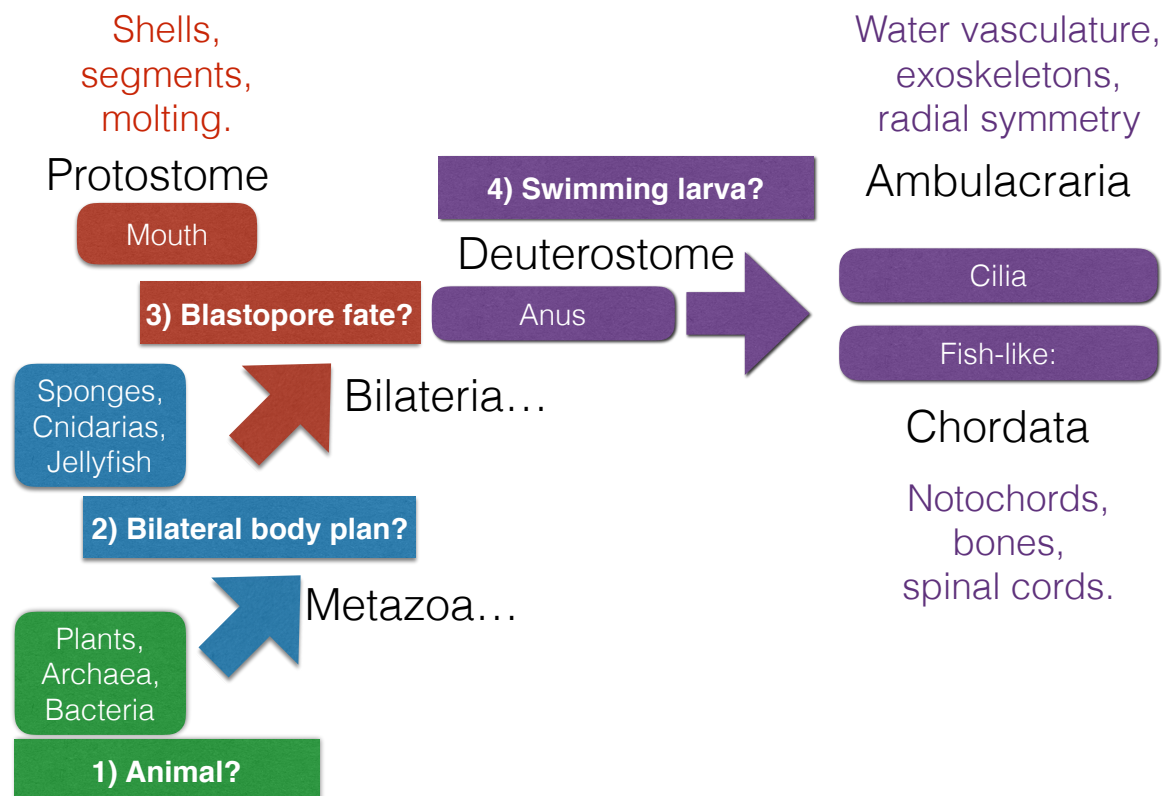 Shells,
segments,
molting.
Protostome
Mouth
3) Blastopore fate?
Sponges,
Cnidarias,
Jellyfish
Bilateria…
2) Bilateral body plan?
Metazoa…
Plants,
Archaea,
Bacteria
1) Animal?
4) Swimming larva?
Deuterostome
Anus
Water vasculature,
exoskeletons,
radial symmetry
Ambulacraria
Cilia
Fish-like:
Chordata
Notochords,
bones,
spinal cords.